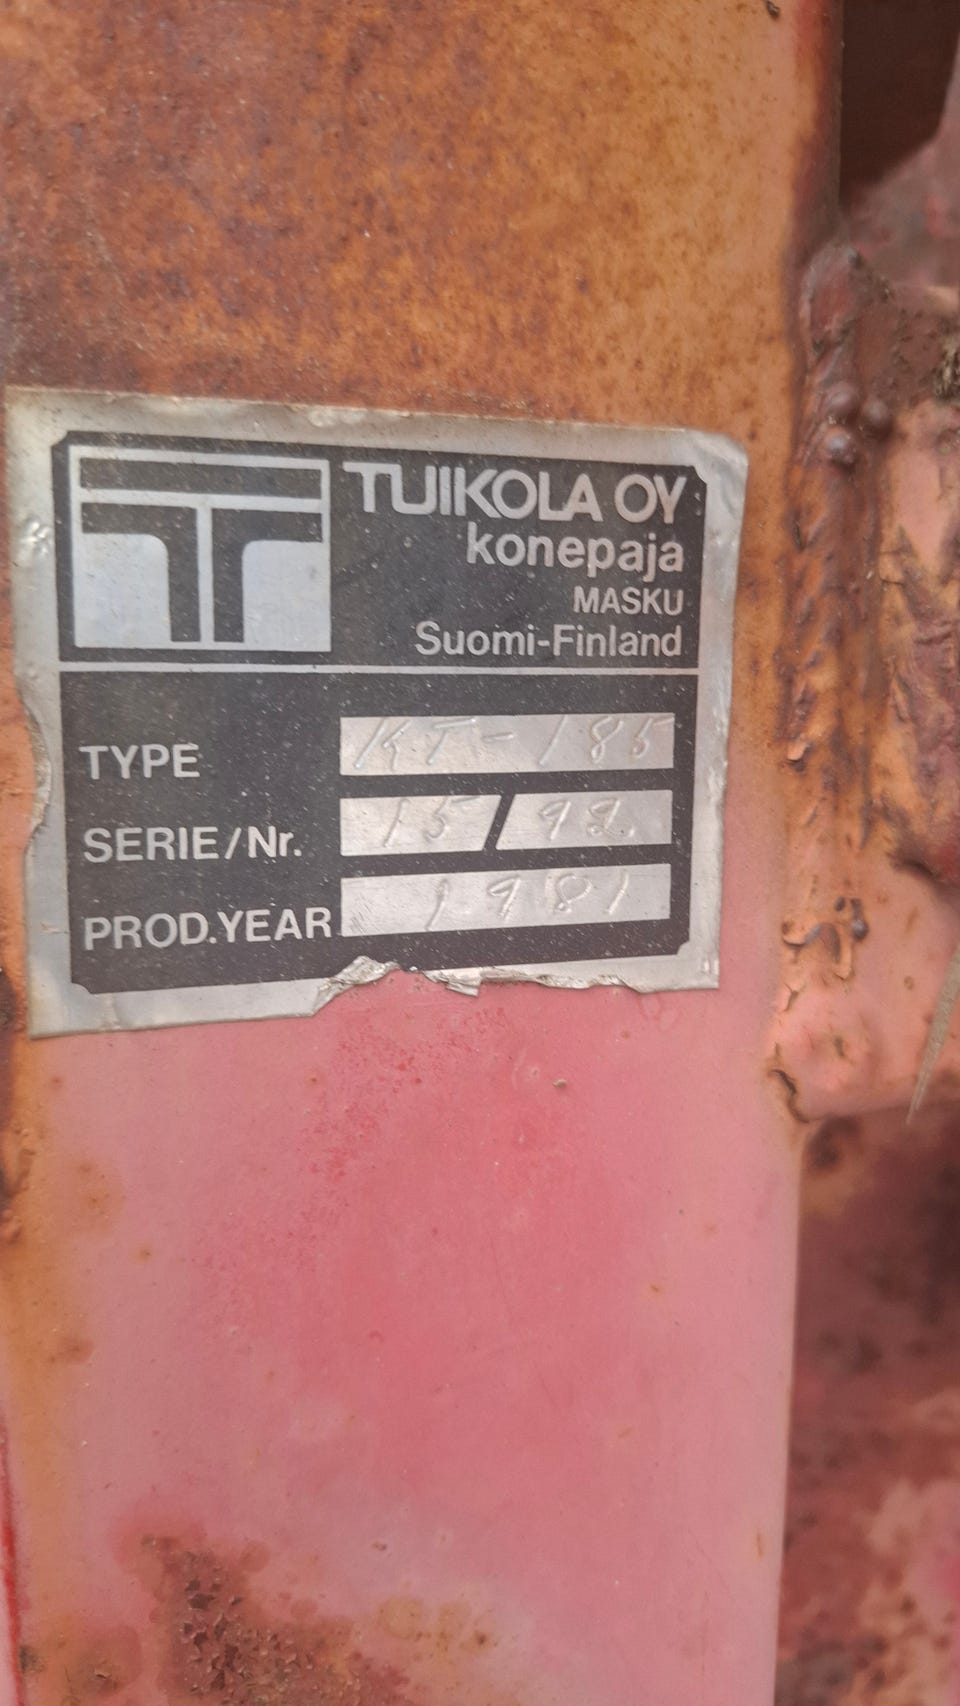 TUIKOLA OY
konepaja
MASKU
Suomi-Finland
TYPE KT-185
SERIE/Nr. 15/92
PROD.YEAR 1981